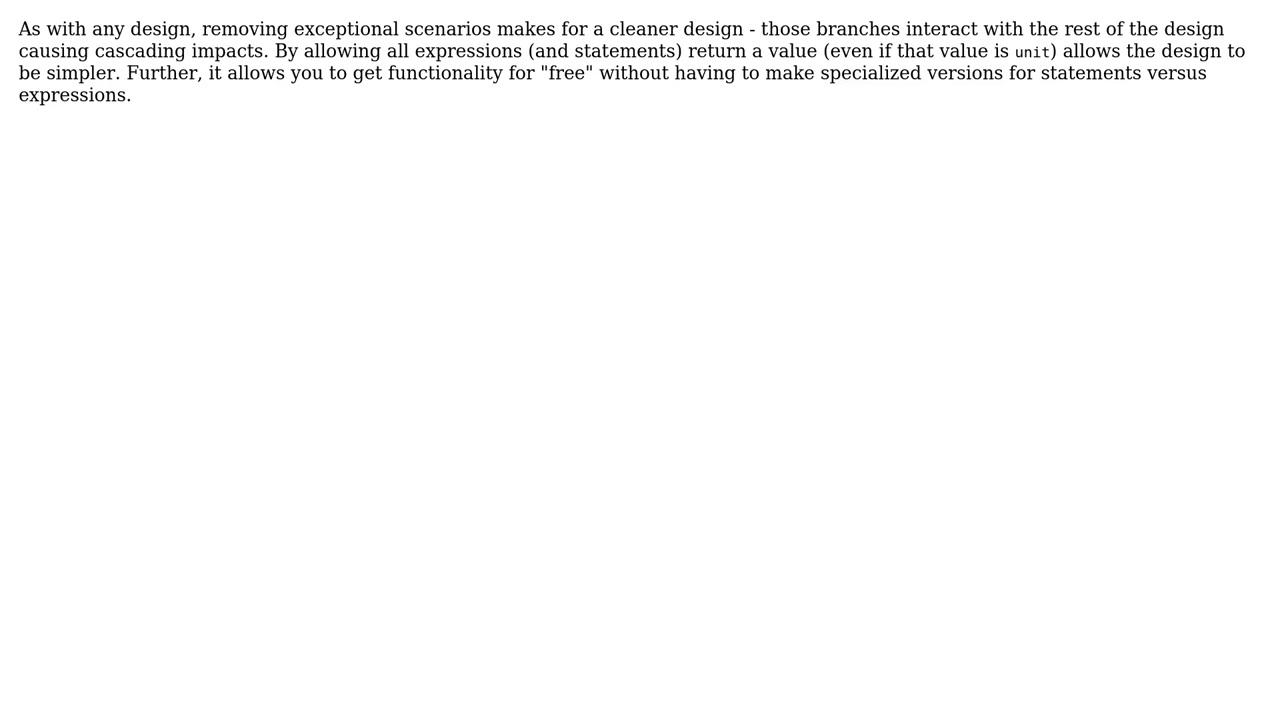 As with any design, removing exceptional scenarios makes for a cleaner design - those branches interact with the rest of the design
causing cascading impacts. By allowing all expressions (and statements) return a value (even if that value is unit) allows the design to
be simpler. Further, it allows you to get functionality for "free" without having to make specialized versions for statements versus
expressions.